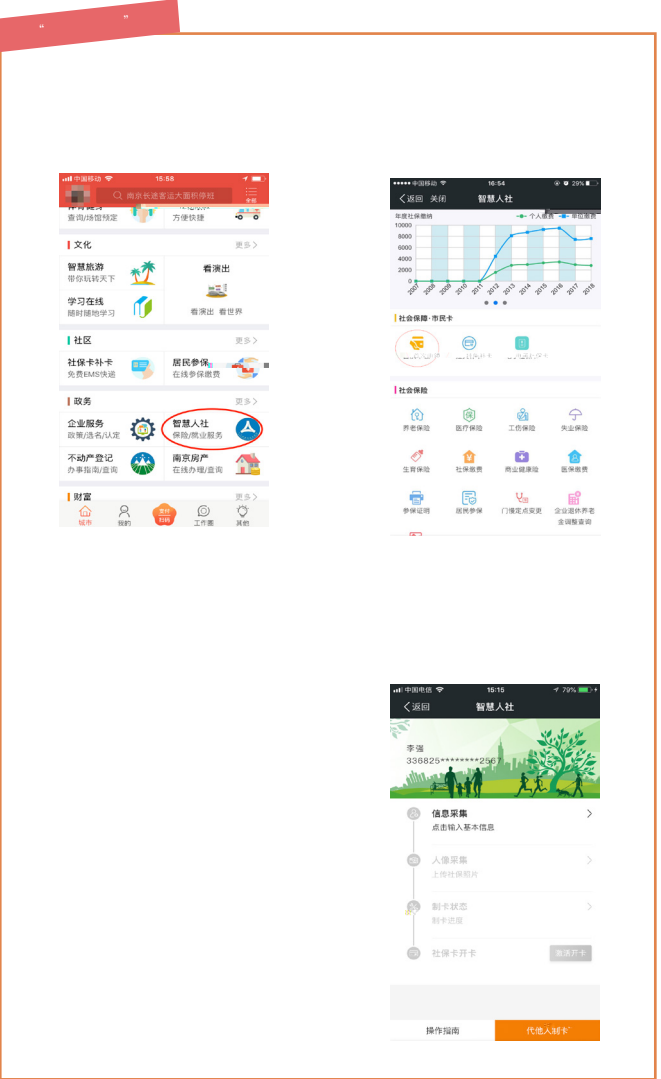 “ ”
中国移动 15:58
南京长途客运大面积停班
全部
查询/场馆预定 方便快捷
文化 更多>
智慧旅游
带你玩转天下
看演出
学习在线
随时随地学习
看演出 看世界
社区 更多>
社保卡补卡 居民参保
免费EMS快递 在线参保缴费
政务 更多>
企业服务 智慧人社
政策/选名/认定 保险/就业服务
不动产登记 南京房产
办事指南/查询 在线办理/查询
财富 更多>
支付
扫码
城市 我的 工作圈 其他
中国移动 16:54 29%
返回 关闭 智慧人社
年度社保缴纳 个人缴费 单位缴费
10000
8000
6000
4000
2000
0
2007 2008 2009 2010 2011 2012 2013 2014 2015 2016 2017 2018
社会保障·市民卡
社会保险
养老保险 医疗保险 工伤保险 失业保险
生育保险 社保缴费 商业健康险 医保缴费
参保证明 居民参保 门慢定点变更 企业退休养老
金调整查询
中国电信 15:15 79%
返回 智慧人社
李强
336825********2567
信息采集
点击输入基本信息
人像采集
上传社保照片
制卡状态
制卡进度
社保卡开卡 激活开卡
操作指南 代他人制卡